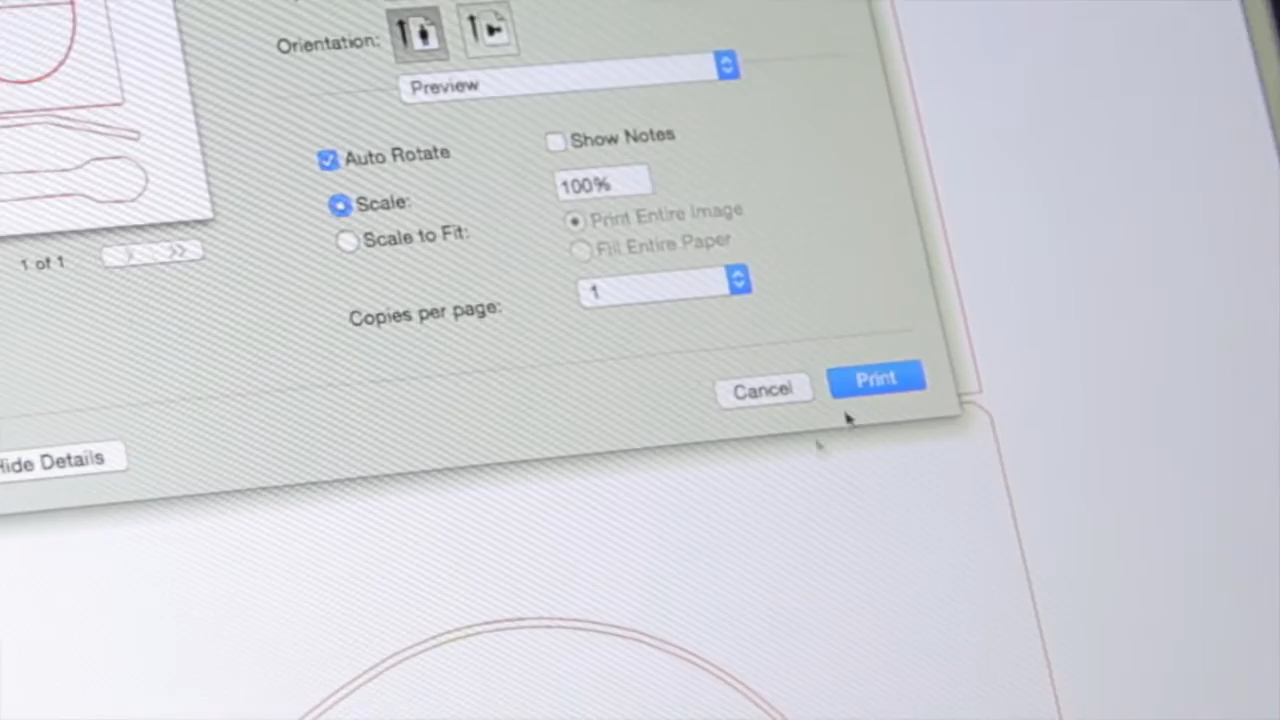 Orientation:
Preview
Auto Rotate
Show Notes
Scale:
100%
Scale to Fit:
Print Entire Image
Fill Entire Paper
1 of 1
Copies per page:
1
Cancel
Print
Hide Details